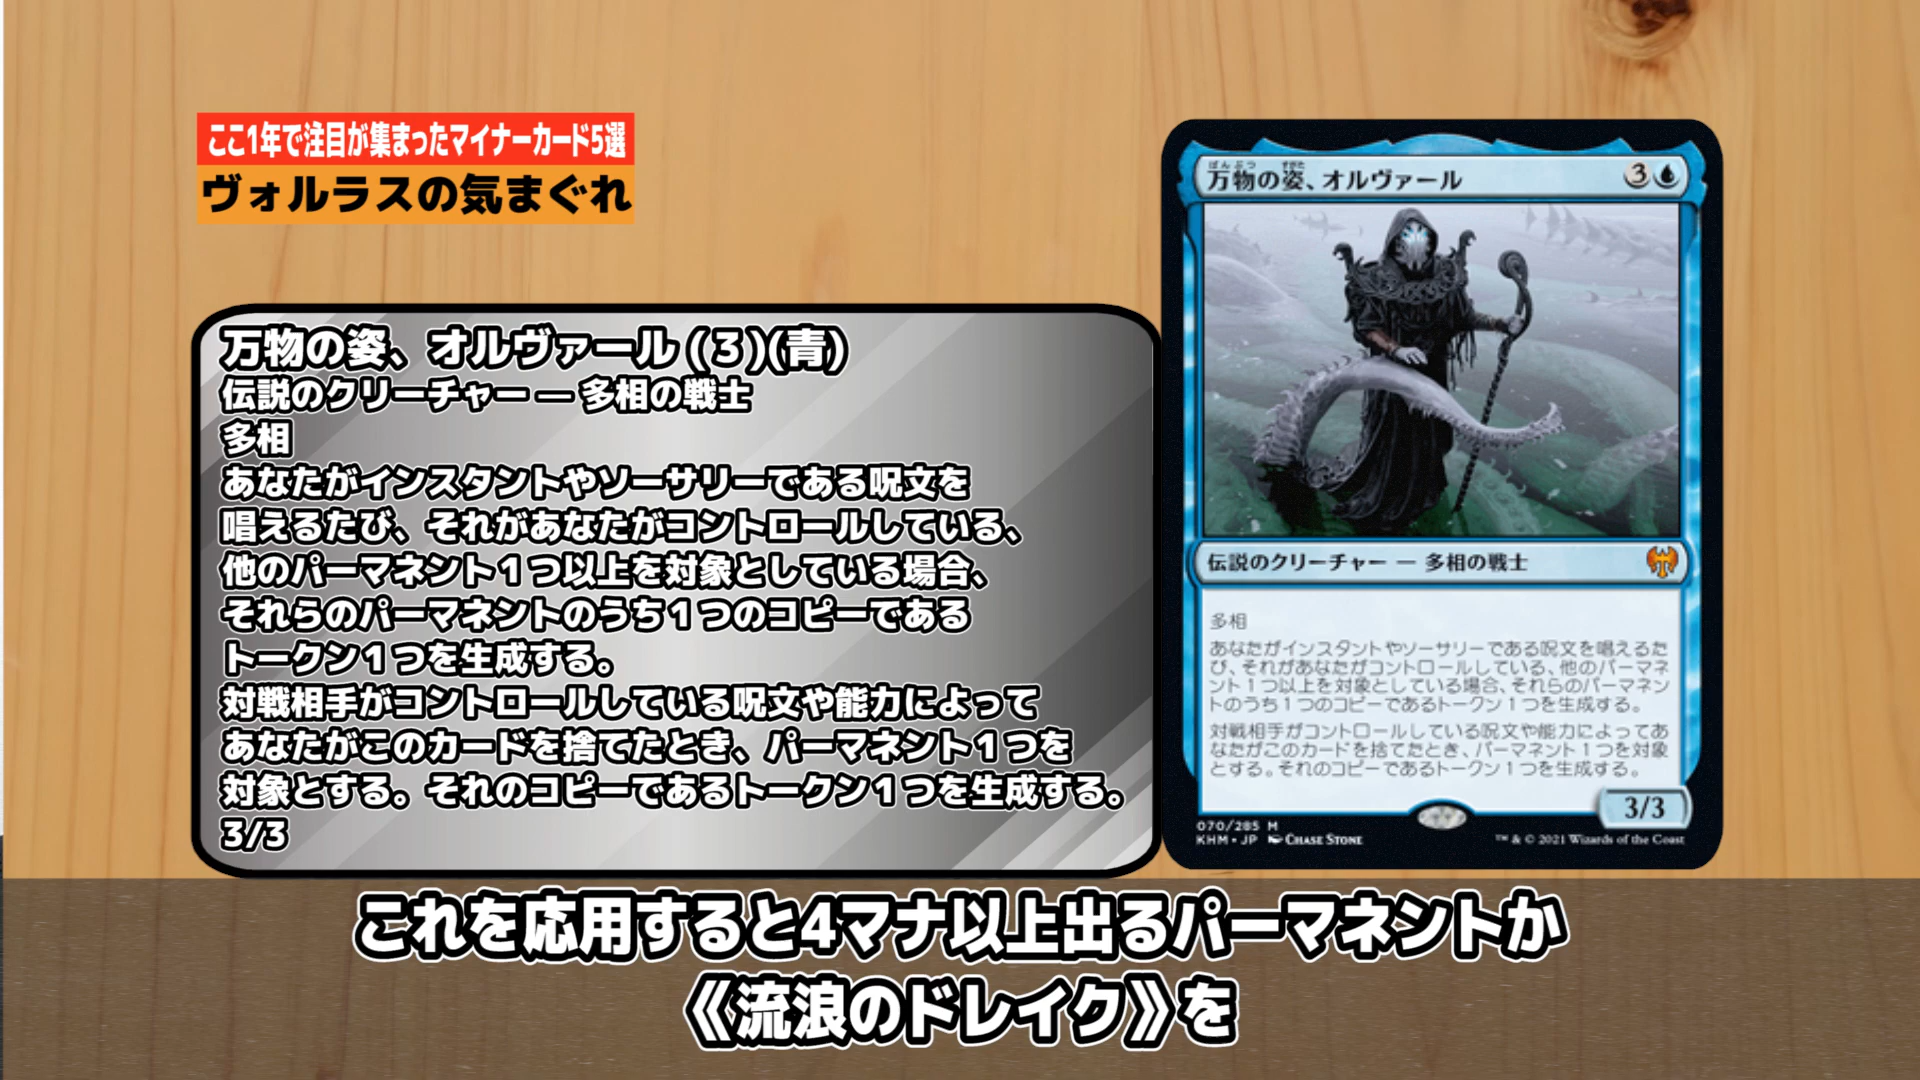 ここ1年で注目が集まったマイナーカード5選
ヴォルラスの気まぐれ
万物の姿、オルヴァール(3)(青)
伝説のクリーチャー ― 多相の戦士
多相
あなたがインスタントやソーサリーである呪文を
唱えるたび、それがあなたがコントロールしている、
他のパーマネント1つ以上を対象としている場合、
それらのパーマネントのうち1つのコピーである
トークン1つを生成する。
対戦相手がコントロールしている呪文や能力によって
あなたがこのカードを捨てたとき、パーマネント1つを
対象とする。それのコピーであるトークン1つを生成する。
3/3
ばんぶつ すがた
万物の姿、オルヴァール 3
伝説のクリーチャー ― 多相の戦士
多相
あなたがインスタントやソーサリーである呪文を唱えるた
び、それがあなたがコントロールしている、他のパーマネ
ント1つ以上を対象としている場合、それらのパーマネン
トのうち1つのコピーであるトークン1つを生成する。
対戦相手がコントロールしている呪文や能力によってあ
なたがこのカードを捨てたとき、パーマネント1つを対象
とする。それのコピーであるトークン1つを生成する。
3/3
070/285 M
KHM • JP CHASE STONE
™ & © 2021 Wizards of the Coast
これを応用すると4マナ以上出るパーマネントか
《流浪のドレイク》を